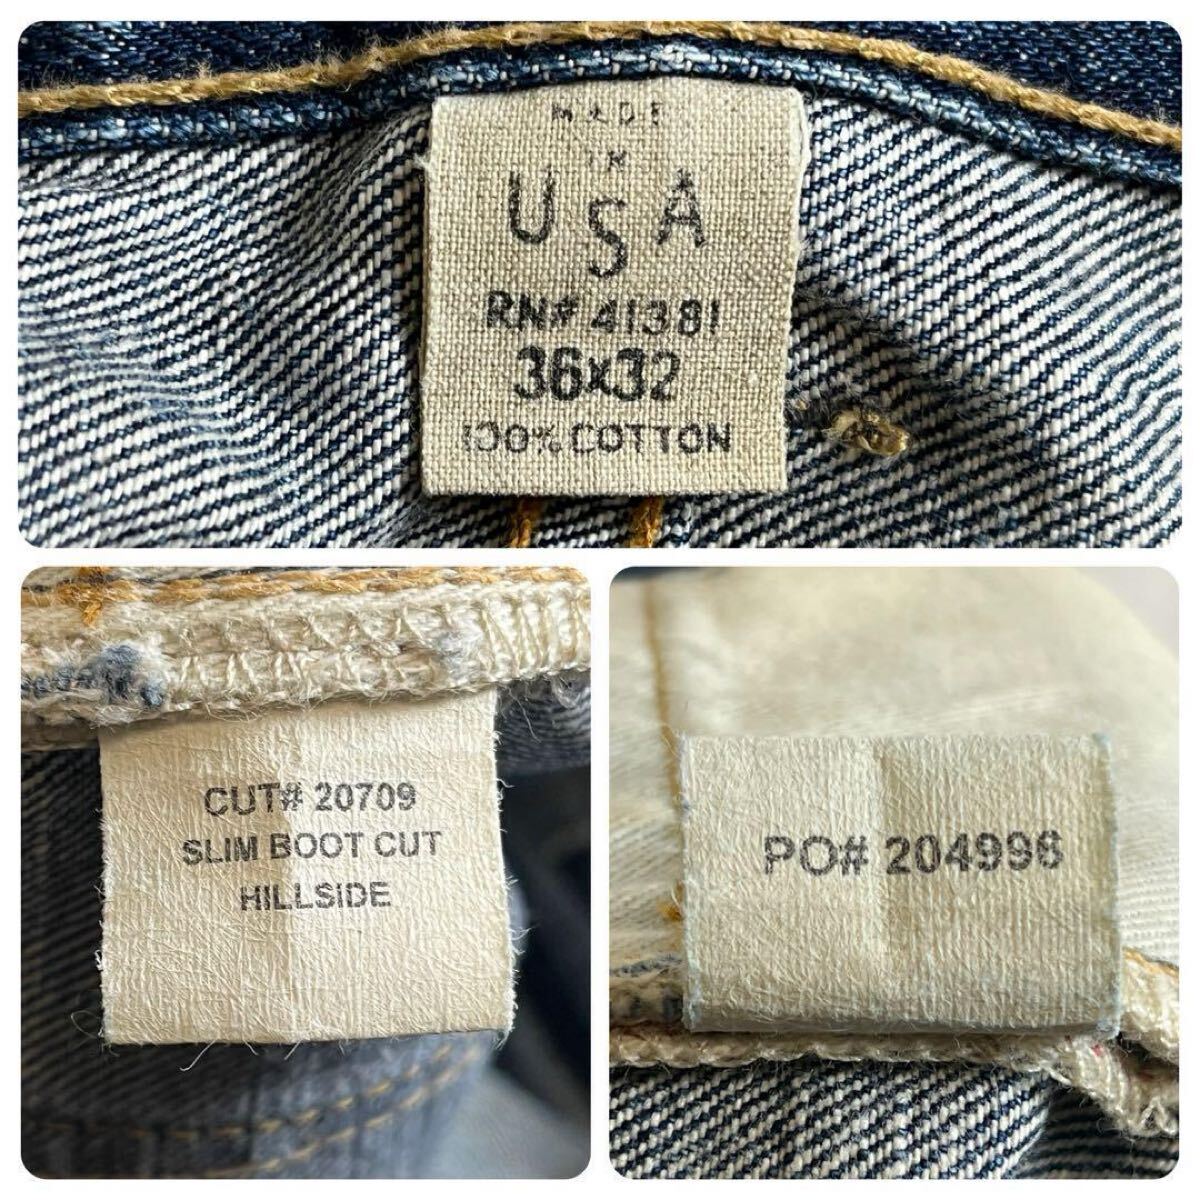 MADE
IN
USA
RN# 41381
36x32
100% COTTON
CUT# 20709
SLIM BOOT CUT
HILLSIDE
PO# 204996